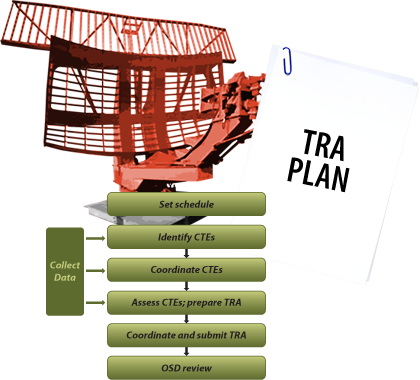 TRA
PLAN
Set schedule
Identify CTEs
Collect
Data
Coordinate CTEs
Assess CTEs; prepare TRA
Coordinate and submit TRA
OSD review